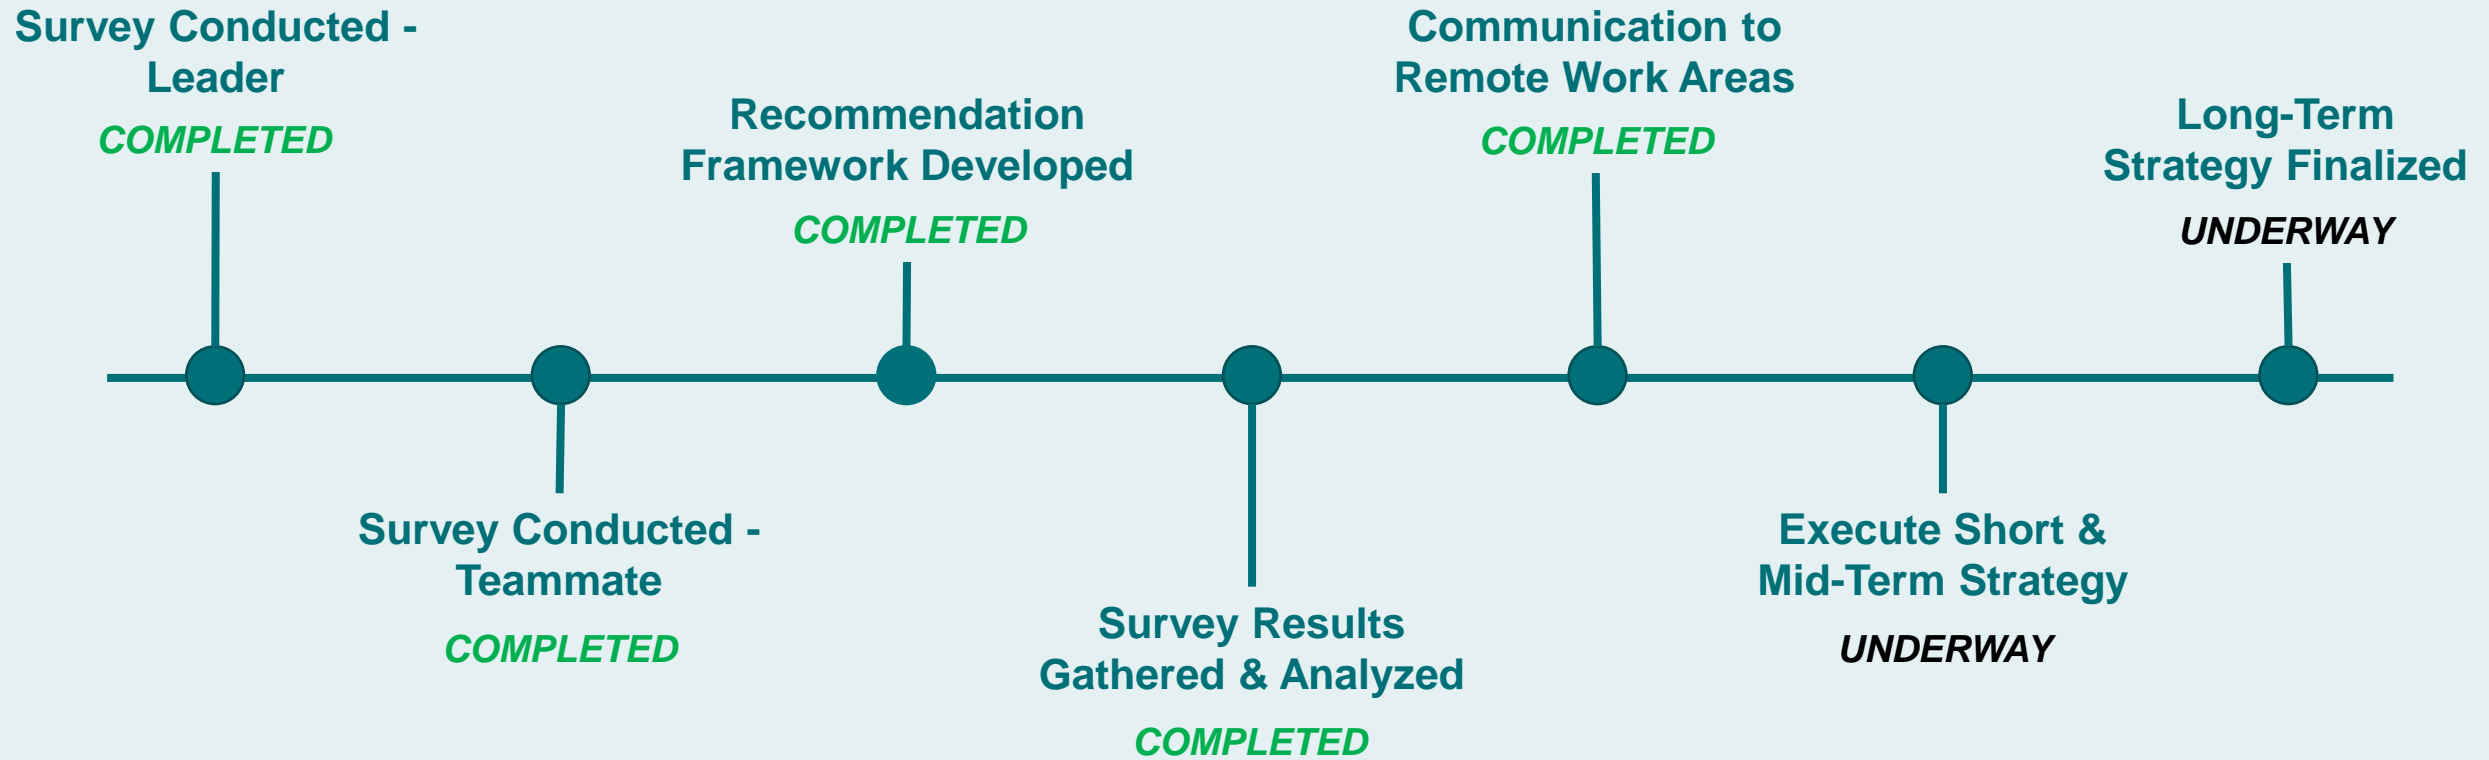 Survey Conducted -
Leader
COMPLETED
Survey Conducted -
Teammate
COMPLETED
Recommendation
Framework Developed
COMPLETED
Survey Results
Gathered & Analyzed
COMPLETED
Communication to
Remote Work Areas
COMPLETED
Execute Short &
Mid-Term Strategy
UNDERWAY
Long-Term
Strategy Finalized
UNDERWAY